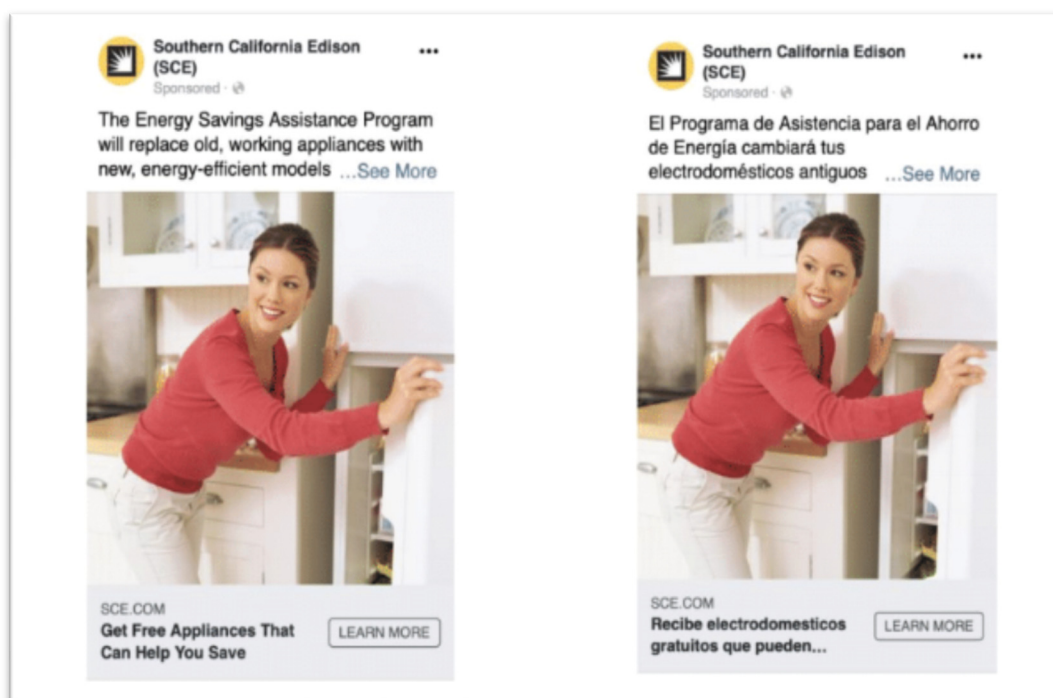 Southern California Edison
(SCE)
Sponsored ·
The Energy Savings Assistance Program
will replace old, working appliances with
new, energy-efficient models ...See More
SCE.COM
Get Free Appliances That
Can Help You Save
LEARN MORE
Southern California Edison
(SCE)
Sponsored ·
El Programa de Asistencia para el Ahorro
de Energía cambiará tus
electrodomésticos antiguos ...See More
SCE.COM
Recibe electrodomesticos
gratuitos que pueden...
LEARN MORE